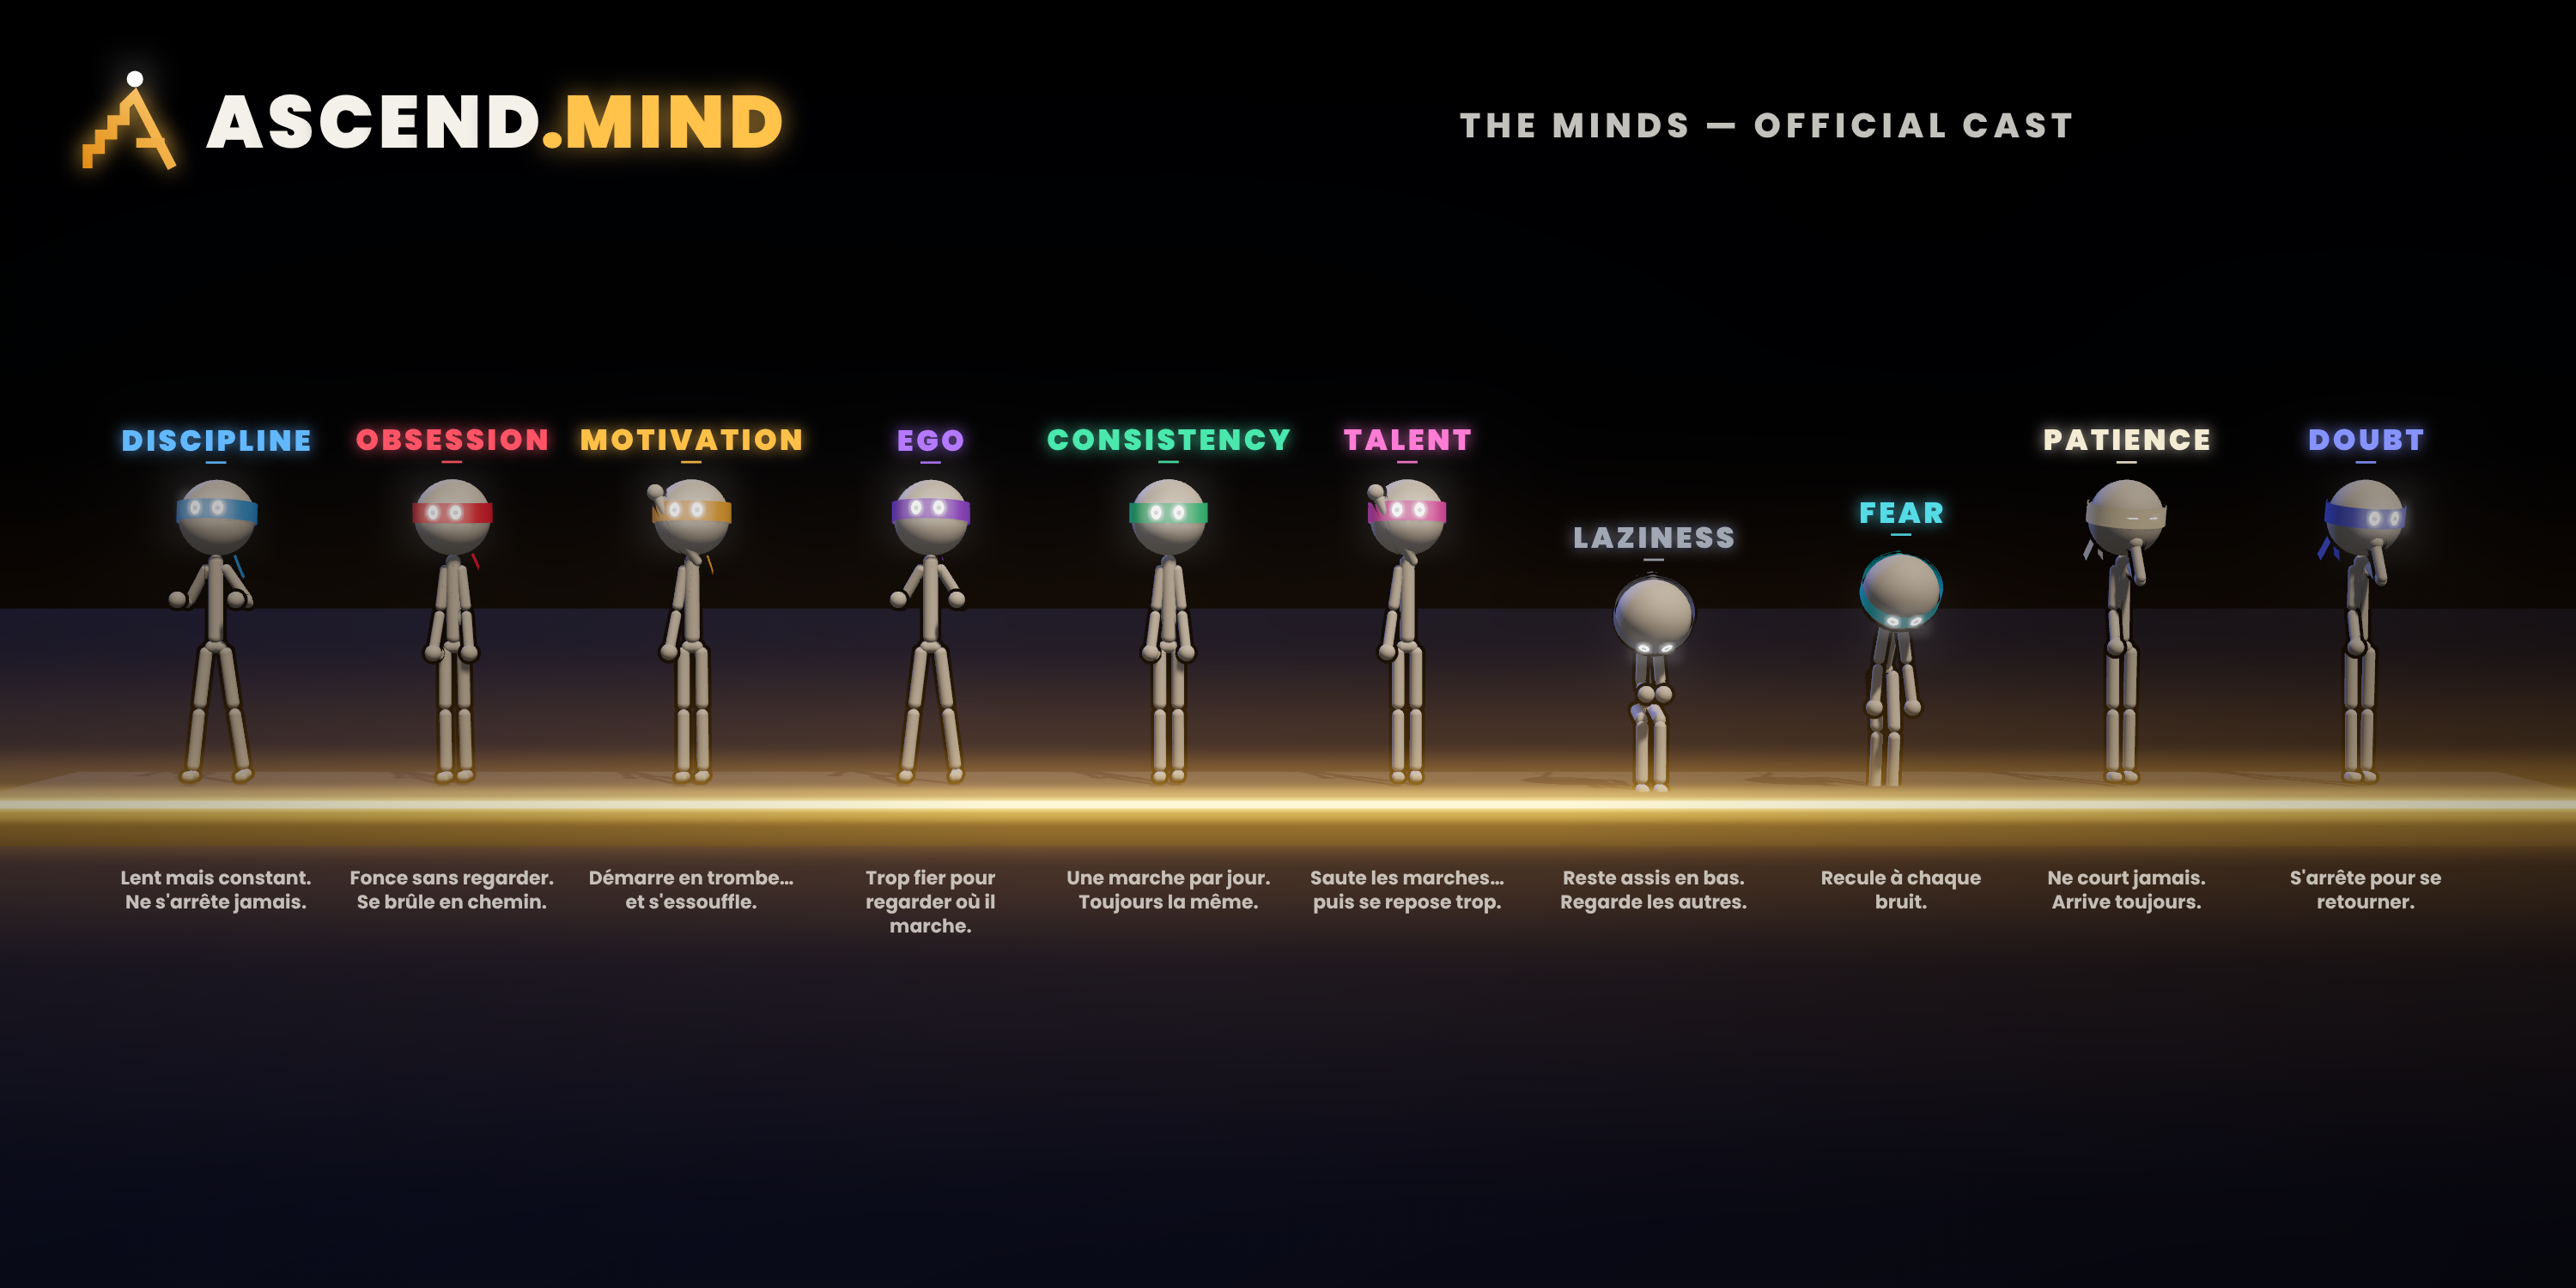 ASCEND.MIND
THE MINDS — OFFICIAL CAST
DISCIPLINE
OBSESSION
MOTIVATION
EGO
CONSISTENCY
TALENT
LAZINESS
FEAR
PATIENCE
DOUBT
Lent mais constant.
Ne s'arrête jamais.
Fonce sans regarder.
Se brûle en chemin.
Démarre en trombe...
et s'essouffle.
Trop fier pour
regarder où il
marche.
Une marche par jour.
Toujours la même.
Saute les marches...
puis se repose trop.
Reste assis en bas.
Regarde les autres.
Recule à chaque
bruit.
Ne court jamais.
Arrive toujours.
S'arrête pour se
retourner.